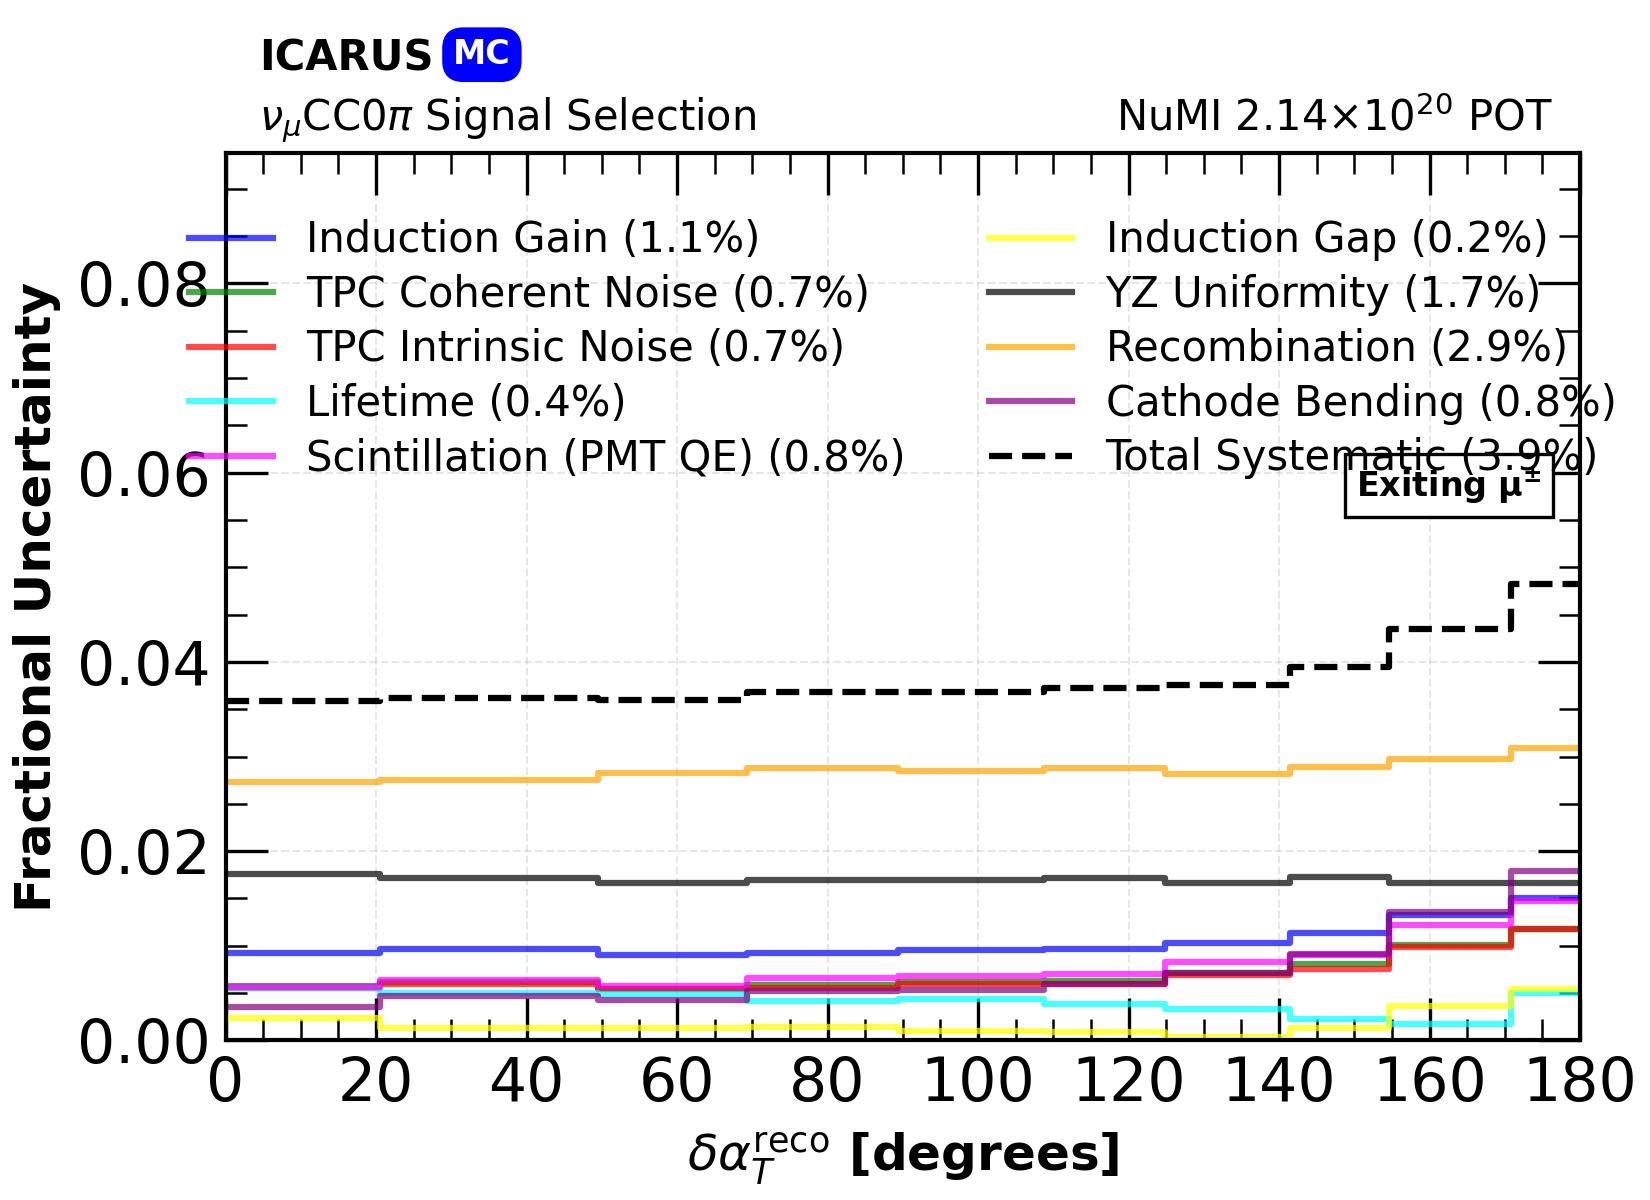 ICARUS MC
νμCC0π Signal Selection
NuMI 2.14×10²⁰ POT
Induction Gain (1.1%)
TPC Coherent Noise (0.7%)
TPC Intrinsic Noise (0.7%)
Lifetime (0.4%)
Scintillation (PMT QE) (0.8%)
Induction Gap (0.2%)
YZ Uniformity (1.7%)
Recombination (2.9%)
Cathode Bending (0.8%)
Total Systematic (3.9%)
Exiting μ±
Fractional Uncertainty
0.08
0.06
0.04
0.02
0.00
0 20 40 60 80 100 120 140 160 180
δα_T^reco [degrees]